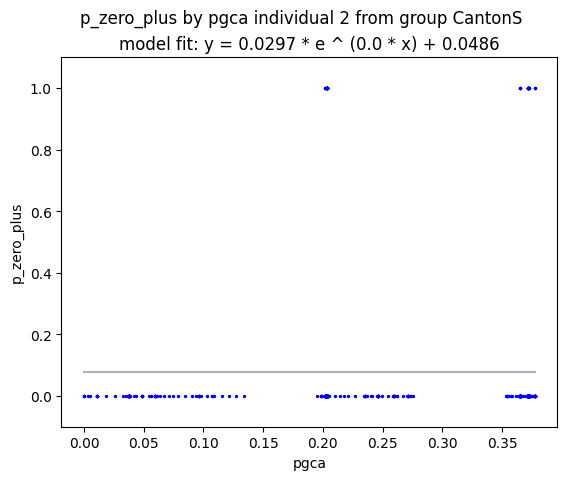 p_zero_plus by pgca individual 2 from group CantonS
model fit: y = 0.0297 * e ^ (0.0 * x) + 0.0486
1.0
0.8
0.6
0.4
0.2
0.0
p_zero_plus
0.00 0.05 0.10 0.15 0.20 0.25 0.30 0.35
pgca